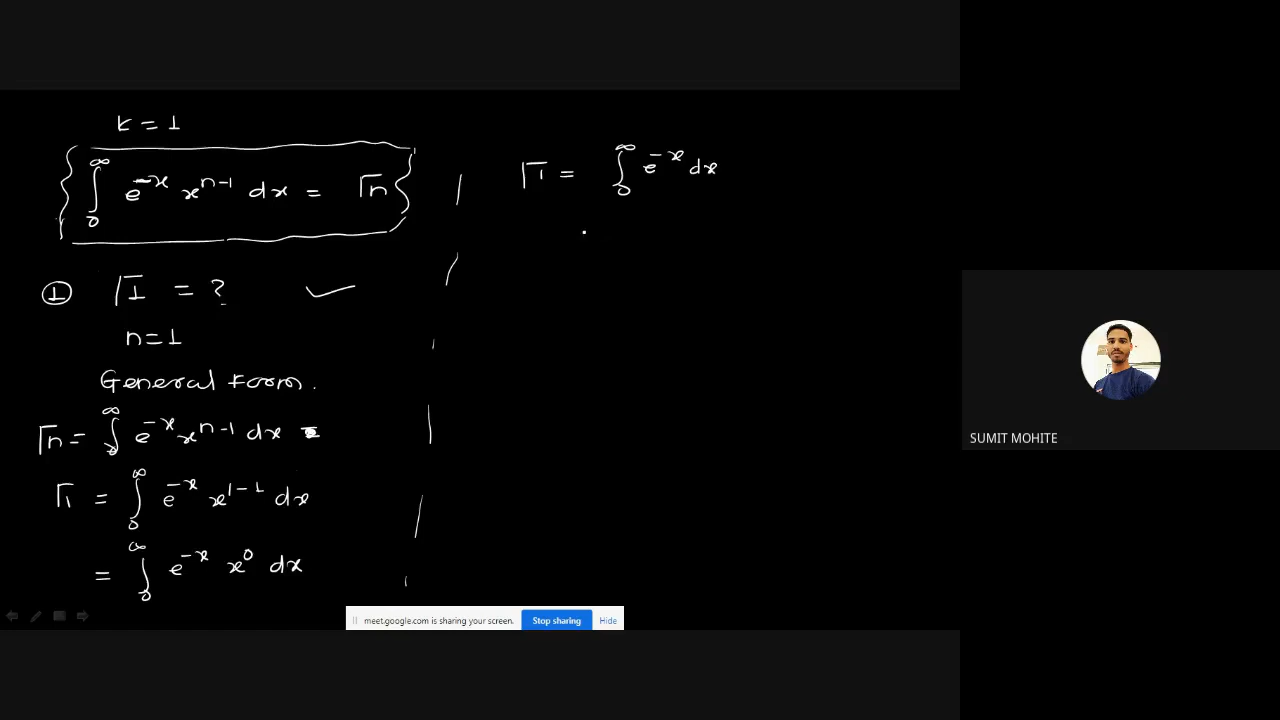 K = 1
∫₀^∞ e^{-x} x^{n-1} dx = Γn
① Γ1 = ?
n = 1
General Form.
Γn = ∫₀^∞ e^{-x} x^{n-1} dx
Γ1 = ∫₀^∞ e^{-x} x^{1-1} dx
= ∫₀^∞ e^{-x} x^0 dx
Γ1 = ∫₀^∞ e^{-x} dx
meet.google.com is sharing your screen. Stop sharing Hide
SUMIT MOHITE